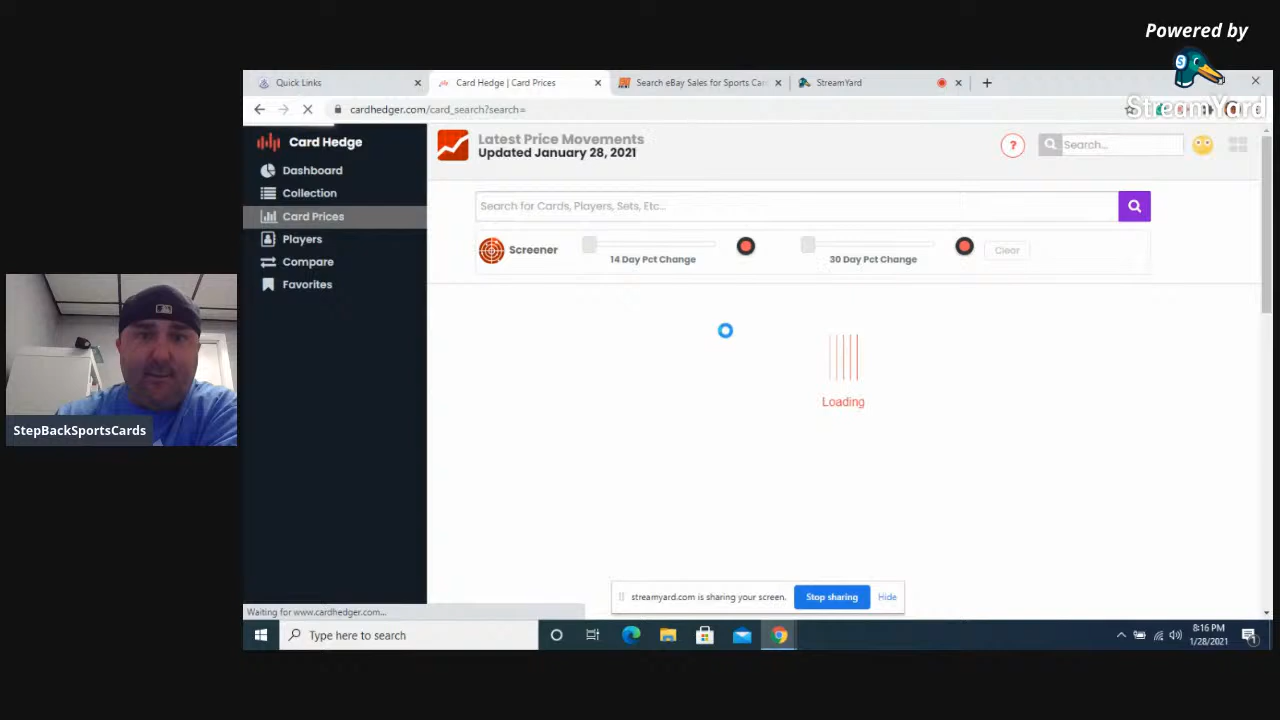 Powered by
StreamYard
Quick Links
Card Hedge | Card Prices
Search eBay Sales for Sports Car
StreamYard
cardhedger.com/card_search?search=
Card Hedge
Dashboard
Collection
Card Prices
Players
Compare
Favorites
Latest Price Movements
Updated January 28, 2021
?
Search...
Search for Cards, Players, Sets, Etc...
Screener
14 Day Pct Change
30 Day Pct Change
Clear
Loading
StepBackSportsCards
streamyard.com is sharing your screen.
Stop sharing
Hide
Waiting for www.cardhedger.com...
Type here to search
8:16 PM
1/28/2021